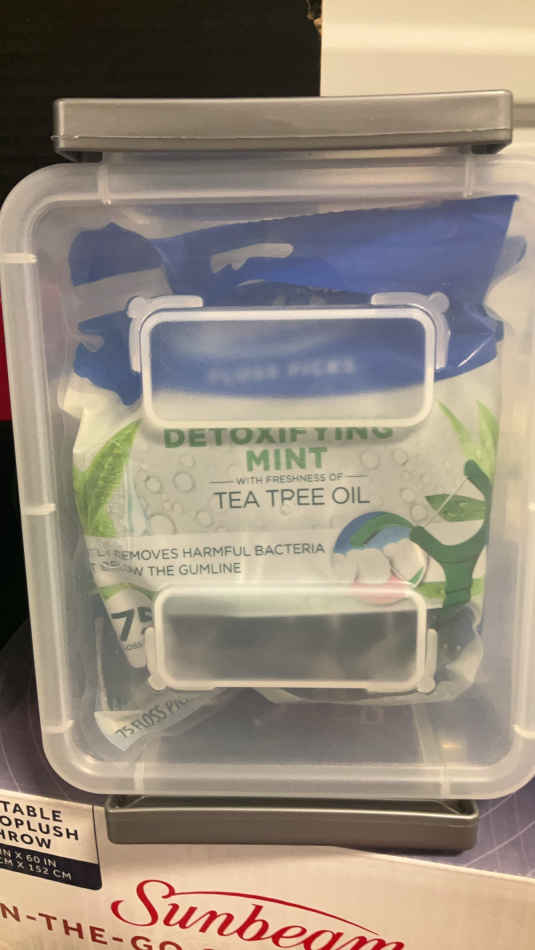 FLOSS PICKS
DETOXIFYING
MINT
WITH FRESHNESS OF
TEA TREE OIL
REMOVES HARMFUL BACTERIA
THE GUMLINE
75
75 FLOSS
TABLE
OPLUSH
HROW
IN X 60 IN
CM X 152 CM
Sunbeam
N-THE-GO